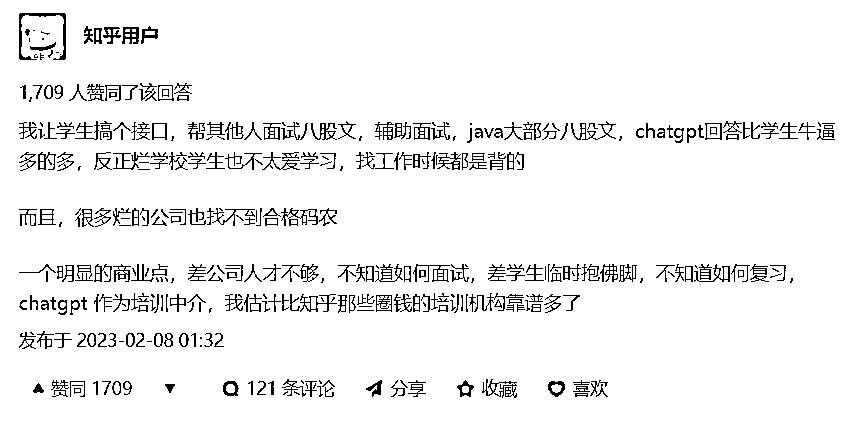 知乎用户
1,709 人赞同了该回答
我让学生搞个接口，帮其他人面试八股文，辅助面试，java大部分八股文，chatgpt回答比学生牛逼
多的多，反正烂学校学生也不太爱学习，找工作时候都是背的
而且，很多烂的公司也找不到合格码农
一个明显的商业点，差公司人才不够，不知道如何面试，差学生临时抱佛脚，不知道如何复习，
chatgpt 作为培训中介，我估计比知乎那些圈钱的培训机构靠谱多了
发布于 2023-02-08 01:32
赞同 1709 121 条评论 分享 收藏 喜欢